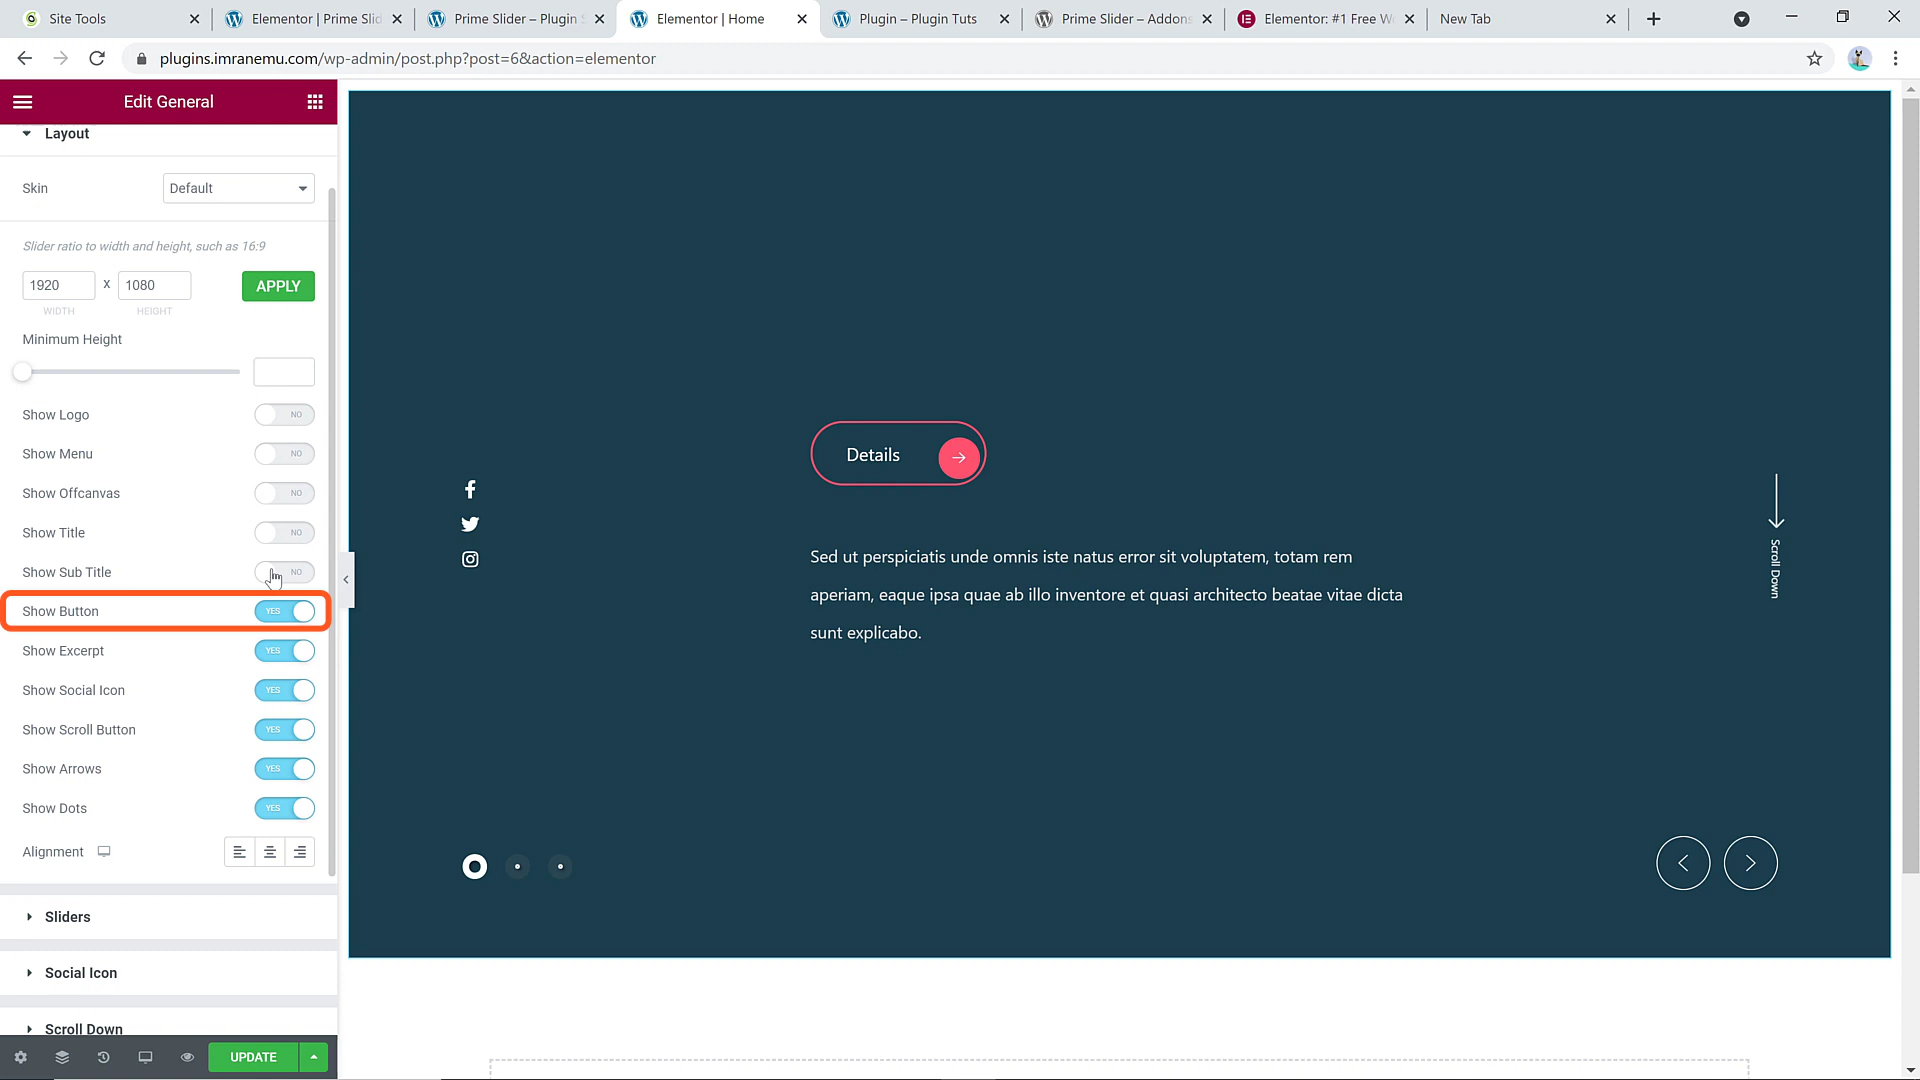 Site Tools
Elementor | Prime Slid
Prime Slider – Plugin S
Elementor | Home
Plugin – Plugin Tuts
Prime Slider – Addons
Elementor: #1 Free W
New Tab
plugins.imranemu.com/wp-admin/post.php?post=6&action=elementor
Edit General
Layout
Skin
Default
Slider ratio to width and height, such as 16:9
1920 X 1080
APPLY
WIDTH HEIGHT
Minimum Height
Show Logo NO
Show Menu NO
Show Offcanvas NO
Show Title NO
Show Sub Title NO
Show Button YES
Show Excerpt YES
Show Social Icon YES
Show Scroll Button YES
Show Arrows YES
Show Dots YES
Alignment
Sliders
Social Icon
Scroll Down
UPDATE
Details
Sed ut perspiciatis unde omnis iste natus error sit voluptatem, totam rem
aperiam, eaque ipsa quae ab illo inventore et quasi architecto beatae vitae dicta
sunt explicabo.
Scroll Down